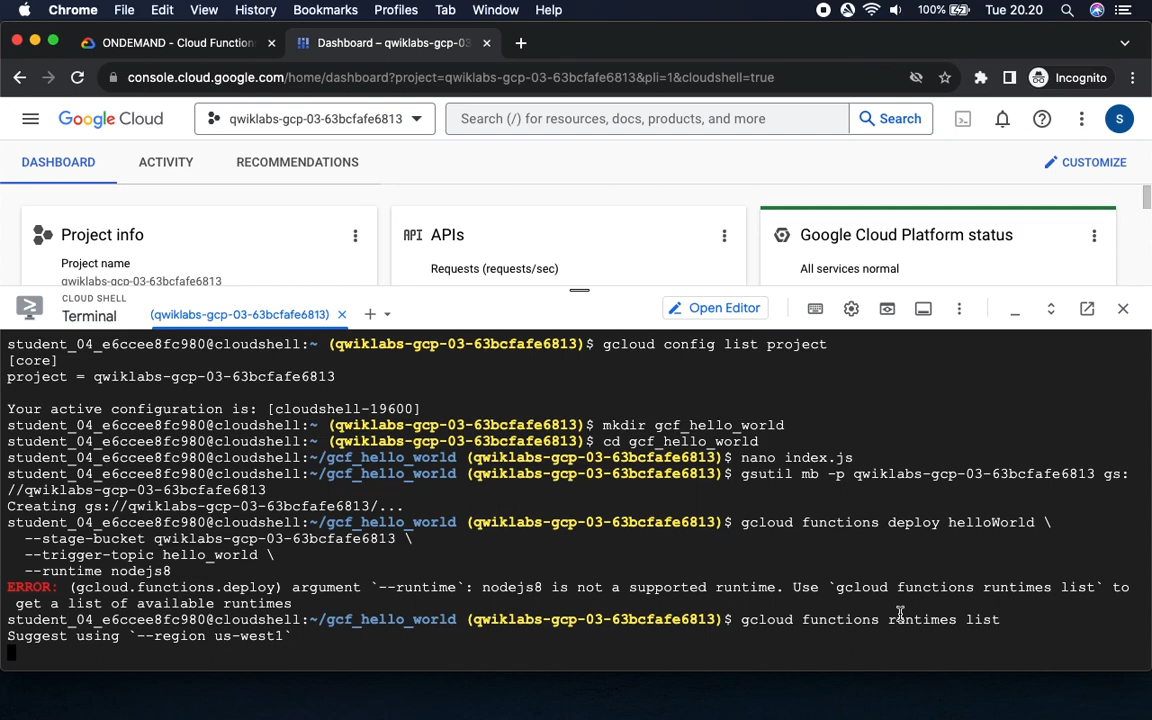 Chrome File Edit View History Bookmarks Profiles Tab Window Help 100% Tue 20.20
ONDEMAND - Cloud Function Dashboard – qwiklabs-gcp-03
console.cloud.google.com/home/dashboard?project=qwiklabs-gcp-03-63bcfafe6813&pli=1&cloudshell=true Incognito
Google Cloud qwiklabs-gcp-03-63bcfafe6813 Search (/) for resources, docs, products, and more Search S
DASHBOARD ACTIVITY RECOMMENDATIONS CUSTOMIZE
Project info API APIs Google Cloud Platform status
Project name Requests (requests/sec) All services normal
qwiklabs-gcp-03-63bcfafe6813
CLOUD SHELL
Terminal (qwiklabs-gcp-03-63bcfafe6813) Open Editor
student_04_e6ccee8fc980@cloudshell:~ (qwiklabs-gcp-03-63bcfafe6813)$ gcloud config list project
[core]
project = qwiklabs-gcp-03-63bcfafe6813
Your active configuration is: [cloudshell-19600]
student_04_e6ccee8fc980@cloudshell:~ (qwiklabs-gcp-03-63bcfafe6813)$ mkdir gcf_hello_world
student_04_e6ccee8fc980@cloudshell:~ (qwiklabs-gcp-03-63bcfafe6813)$ cd gcf_hello_world
student_04_e6ccee8fc980@cloudshell:~/gcf_hello_world (qwiklabs-gcp-03-63bcfafe6813)$ nano index.js
student_04_e6ccee8fc980@cloudshell:~/gcf_hello_world (qwiklabs-gcp-03-63bcfafe6813)$ gsutil mb -p qwiklabs-gcp-03-63bcfafe6813 gs:
//qwiklabs-gcp-03-63bcfafe6813
Creating gs://qwiklabs-gcp-03-63bcfafe6813/...
student_04_e6ccee8fc980@cloudshell:~/gcf_hello_world (qwiklabs-gcp-03-63bcfafe6813)$ gcloud functions deploy helloWorld \
--stage-bucket qwiklabs-gcp-03-63bcfafe6813 \
--trigger-topic hello_world \
--runtime nodejs8
ERROR: (gcloud.functions.deploy) argument `--runtime`: nodejs8 is not a supported runtime. Use `gcloud functions runtimes list` to
get a list of available runtimes
student_04_e6ccee8fc980@cloudshell:~/gcf_hello_world (qwiklabs-gcp-03-63bcfafe6813)$ gcloud functions runtimes list
Suggest using `--region us-west1`